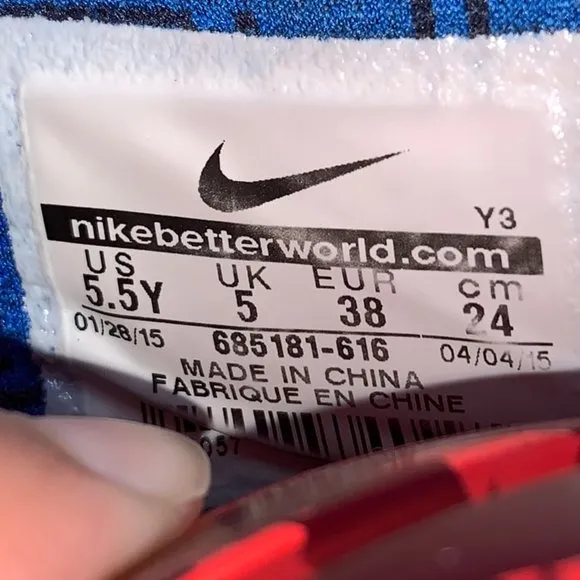 Y3
nikebetterworld.com
US UK EUR cm
5.5Y 5 38 24
01/28/15 685181-616 04/04/15
MADE IN CHINA
FABRIQUE EN CHINE
057